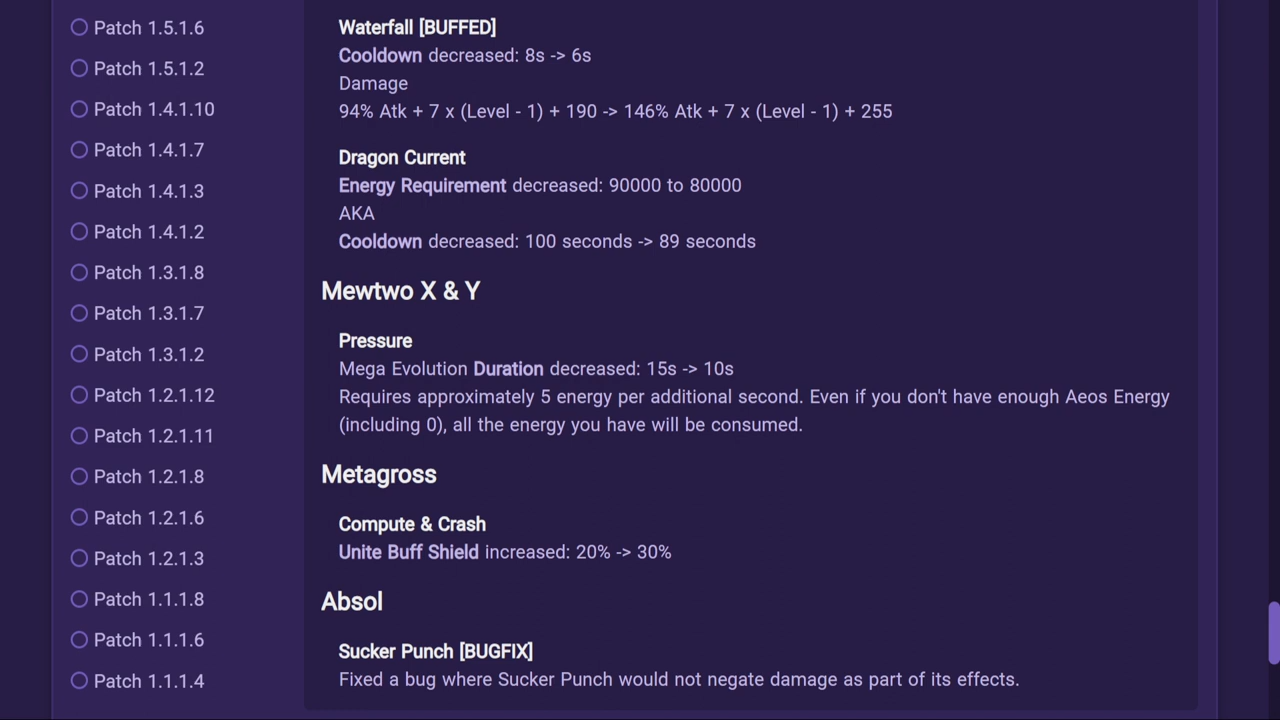 Patch 1.5.1.6
Patch 1.5.1.2
Patch 1.4.1.10
Patch 1.4.1.7
Patch 1.4.1.3
Patch 1.4.1.2
Patch 1.3.1.8
Patch 1.3.1.7
Patch 1.3.1.2
Patch 1.2.1.12
Patch 1.2.1.11
Patch 1.2.1.8
Patch 1.2.1.6
Patch 1.2.1.3
Patch 1.1.1.8
Patch 1.1.1.6
Patch 1.1.1.4
Waterfall [BUFFED]
Cooldown decreased: 8s -> 6s
Damage
94% Atk + 7 x (Level - 1) + 190 -> 146% Atk + 7 x (Level - 1) + 255
Dragon Current
Energy Requirement decreased: 90000 to 80000
AKA
Cooldown decreased: 100 seconds -> 89 seconds
Mewtwo X & Y
Pressure
Mega Evolution Duration decreased: 15s -> 10s
Requires approximately 5 energy per additional second. Even if you don't have enough Aeos Energy
(including 0), all the energy you have will be consumed.
Metagross
Compute & Crash
Unite Buff Shield increased: 20% -> 30%
Absol
Sucker Punch [BUGFIX]
Fixed a bug where Sucker Punch would not negate damage as part of its effects.